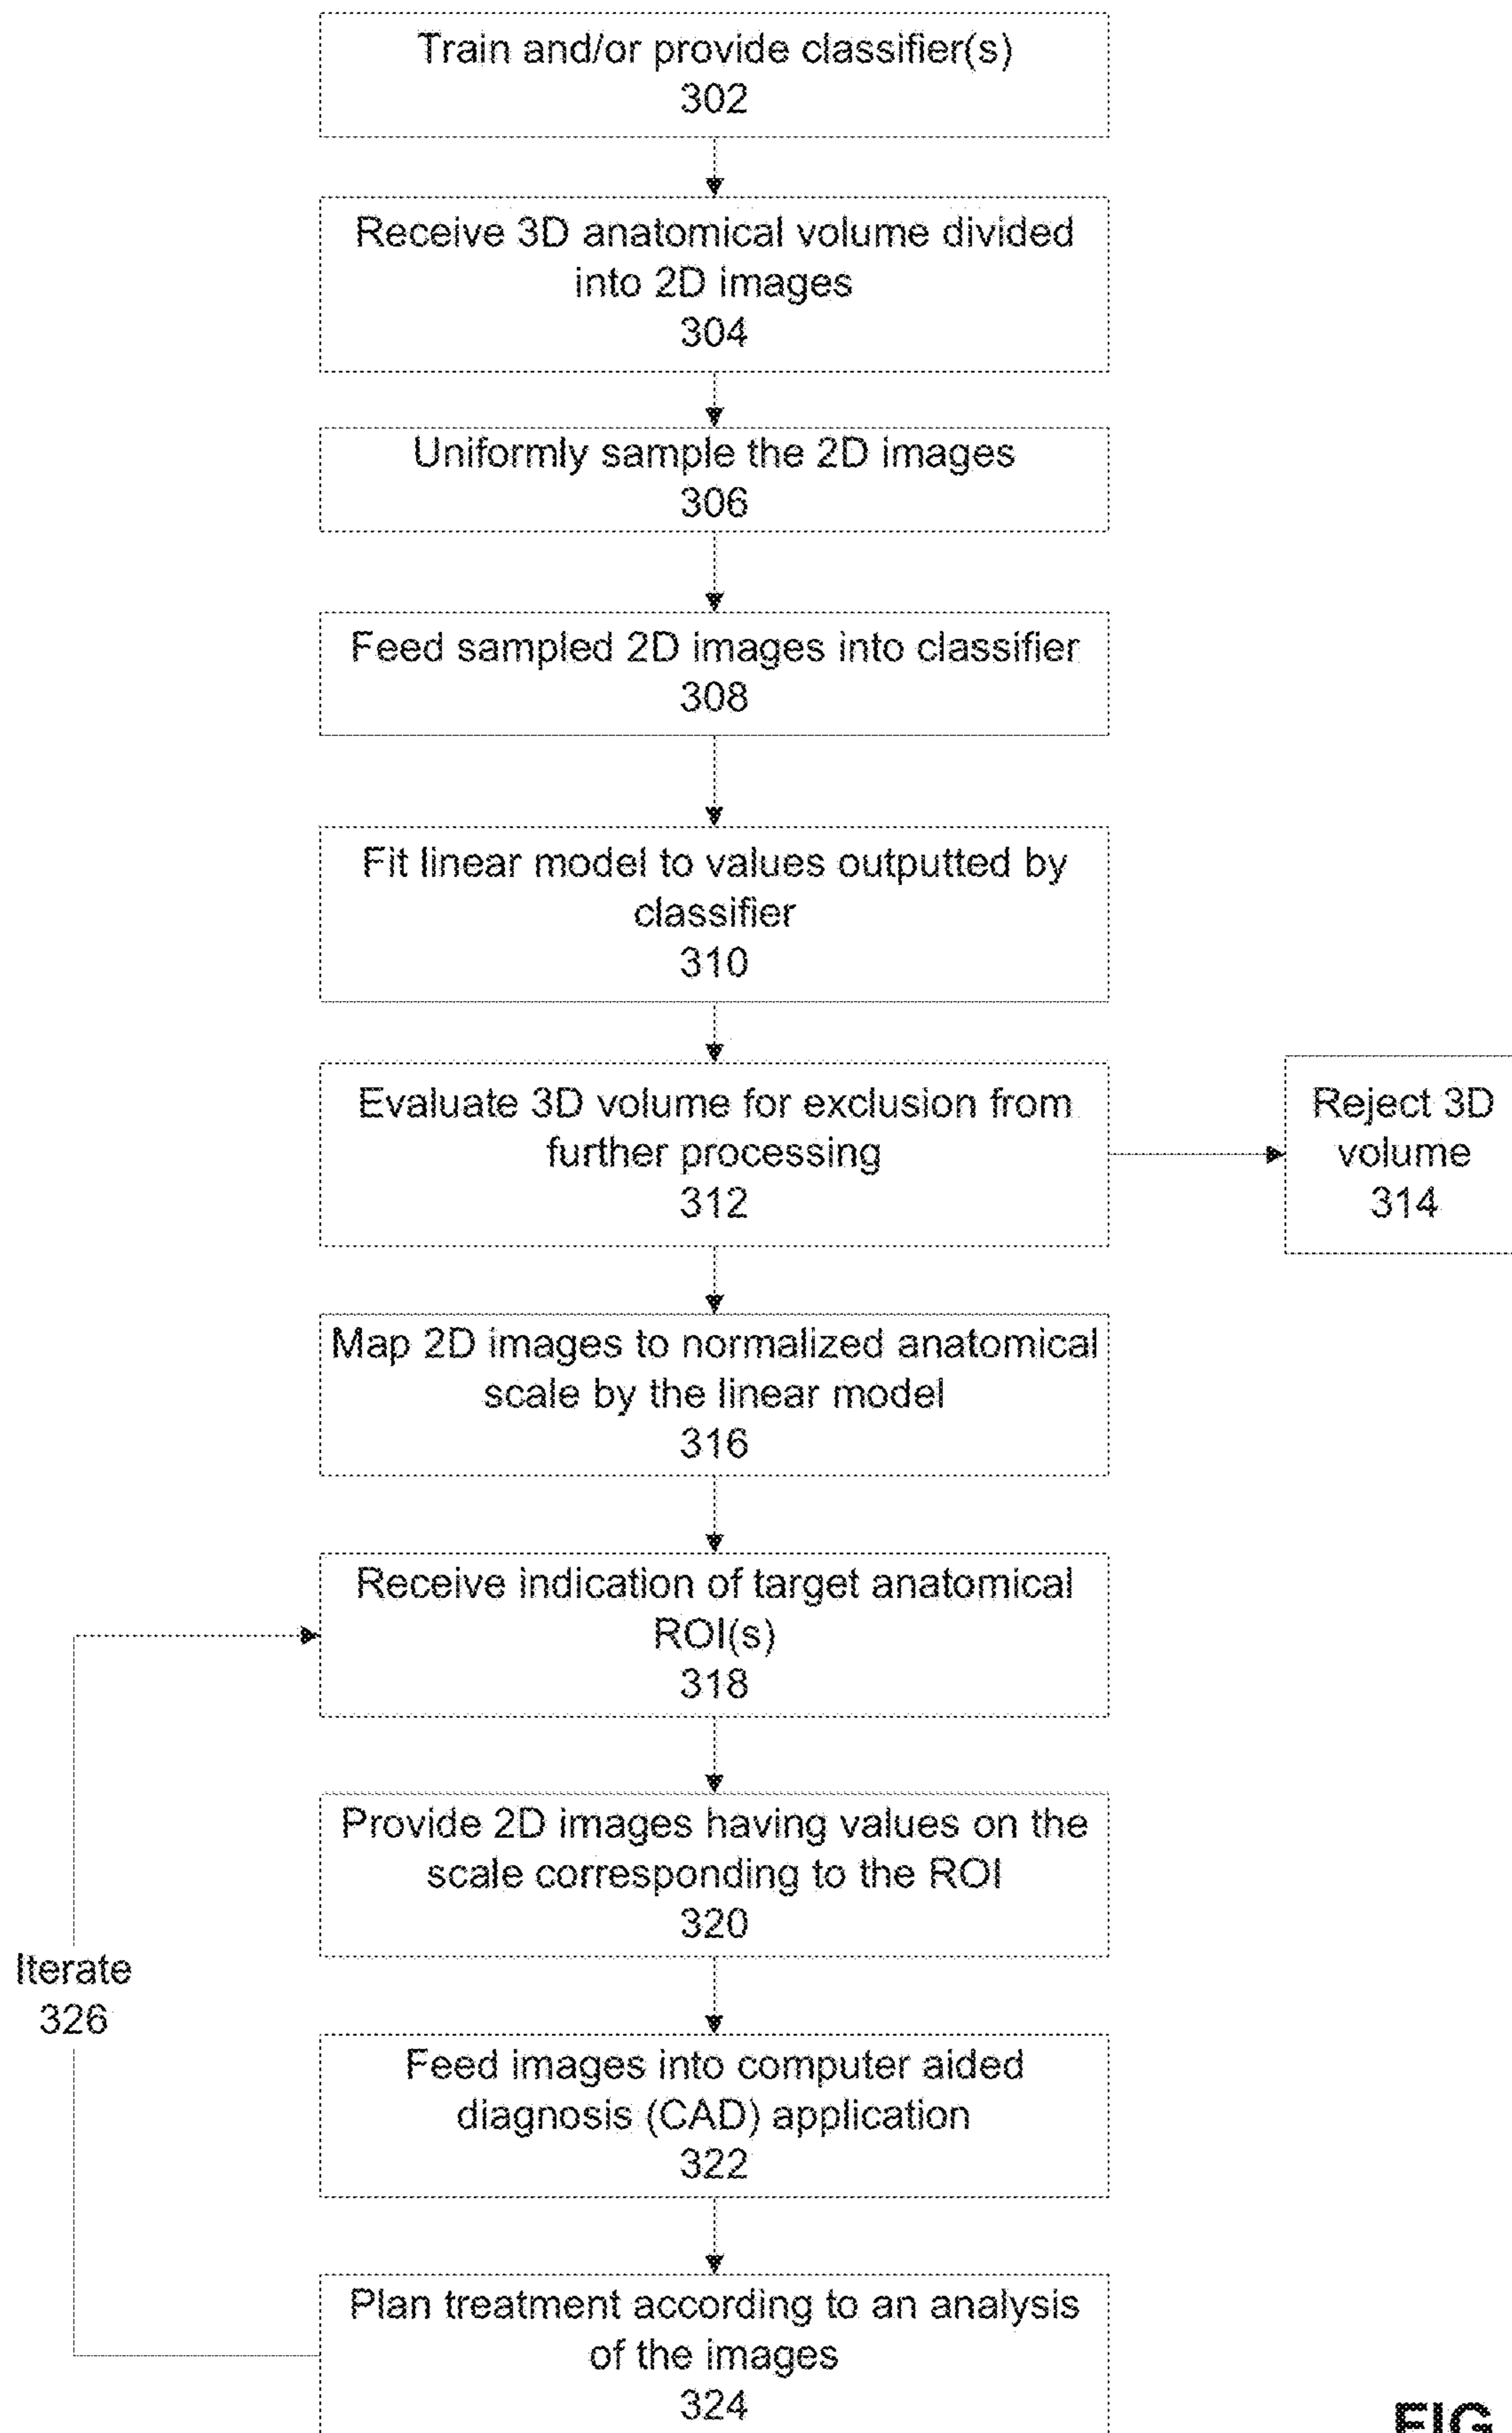 Train and/or provide classifier(s)
302
Receive 3D anatomical volume divided
into 2D images
304
Uniformly sample the 2D images
306
Feed sampled 2D images into classifier
308
Fit linear model to values outputted by
classifier
310
Evaluate 3D volume for exclusion from
further processing
312
Reject 3D
volume
314
Map 2D images to normalized anatomical
scale by the linear model
316
Receive indication of target anatomical
ROI(s)
318
Provide 2D images having values on the
scale corresponding to the ROI
320
Iterate
326
Feed images into computer aided
diagnosis (CAD) application
322
Plan treatment according to an analysis
of the images
324
FIG